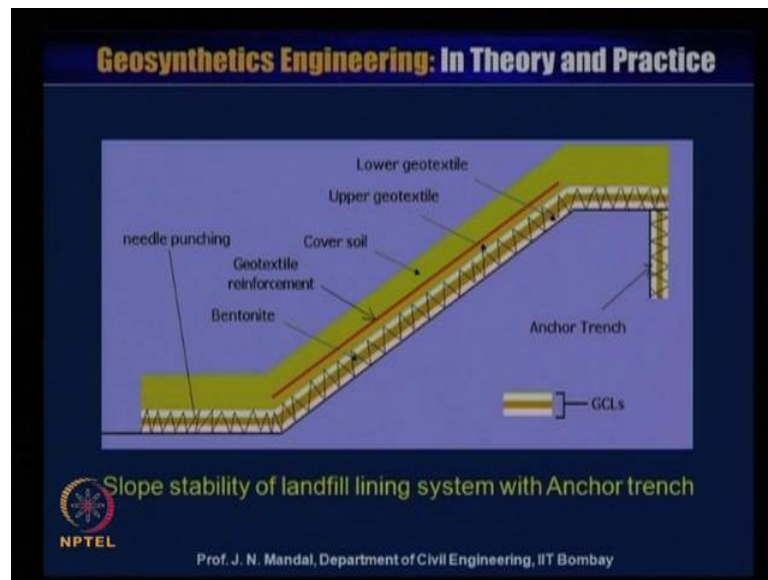 Geosynthetics Engineering: In Theory and Practice
Lower geotextile
Upper geotextile
needle punching
Cover soil
Geotextile
reinforcement
Bentonite
Anchor Trench
GCLs
Slope stability of landfill lining system with Anchor trench
NPTEL
Prof. J. N. Mandal, Department of Civil Engineering, IIT Bombay